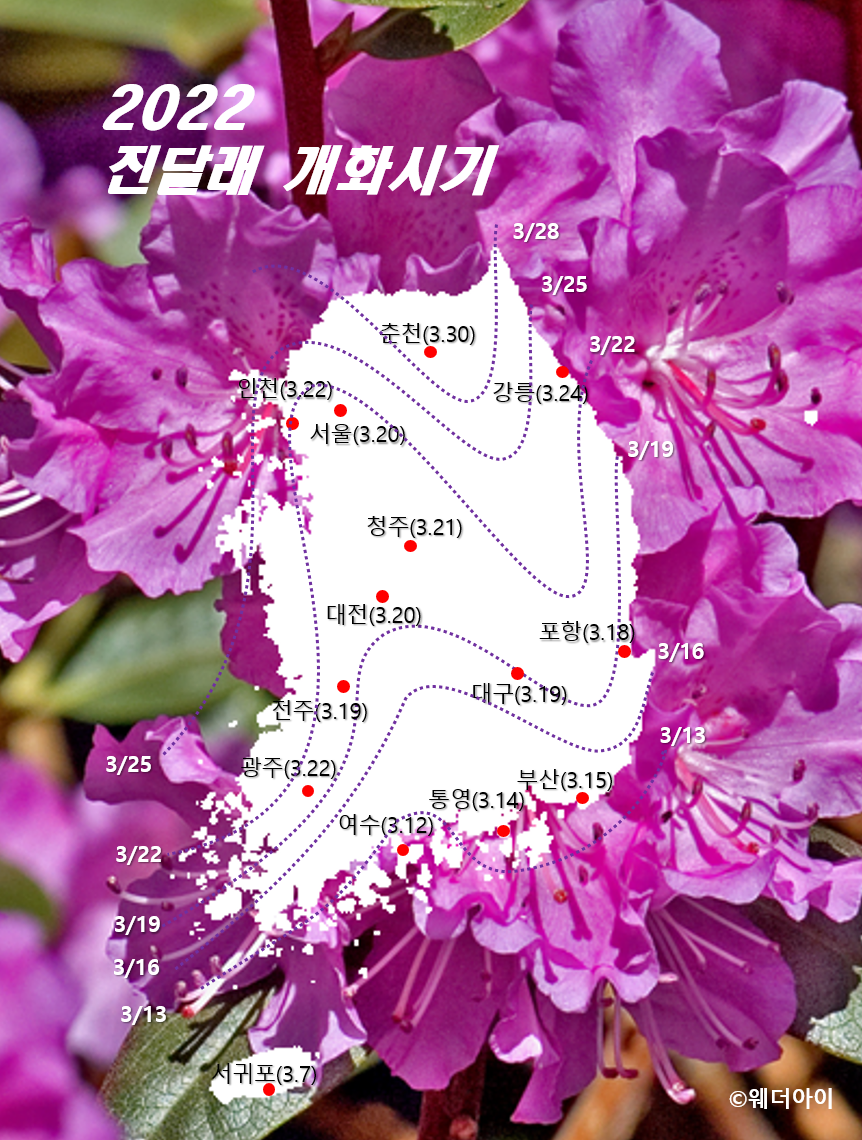 2022
진달래 개화시기
3/28
3/25
춘천(3.30)
3/22
인천(3.22)
강릉(3.24)
서울(3.20)
3/19
청주(3.21)
대전(3.20)
포항(3.18)
3/16
대구(3.19)
전주(3.19)
3/13
3/25
광주(3.22)
부산(3.15)
통영(3.14)
여수(3.12)
3/22
3/19
3/16
3/13
서귀포(3.7)
©웨더아이